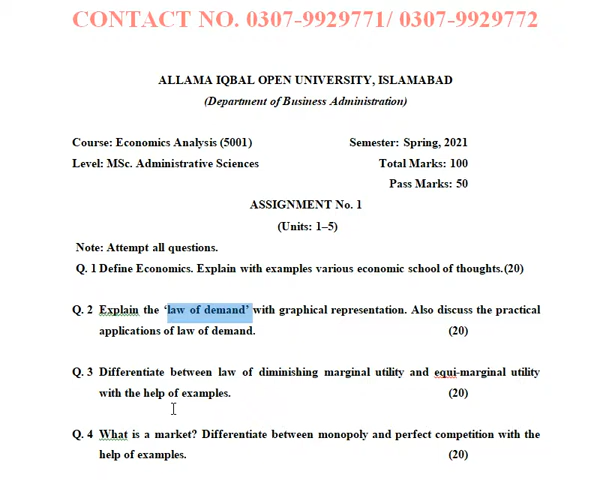 CONTACT NO. 0307-9929771/ 0307-9929772
ALLAMA IQBAL OPEN UNIVERSITY, ISLAMABAD
(Department of Business Administration)
Course: Economics Analysis (5001) Semester: Spring, 2021
Level: MSc. Administrative Sciences Total Marks: 100
Pass Marks: 50
ASSIGNMENT No. 1
(Units: 1–5)
Note: Attempt all questions.
Q. 1 Define Economics. Explain with examples various economic school of thoughts.(20)
Q. 2 Explain the ‘law of demand’ with graphical representation. Also discuss the practical
applications of law of demand. (20)
Q. 3 Differentiate between law of diminishing marginal utility and equi-marginal utility
with the help of examples. (20)
Q. 4 What is a market? Differentiate between monopoly and perfect competition with the
help of examples. (20)